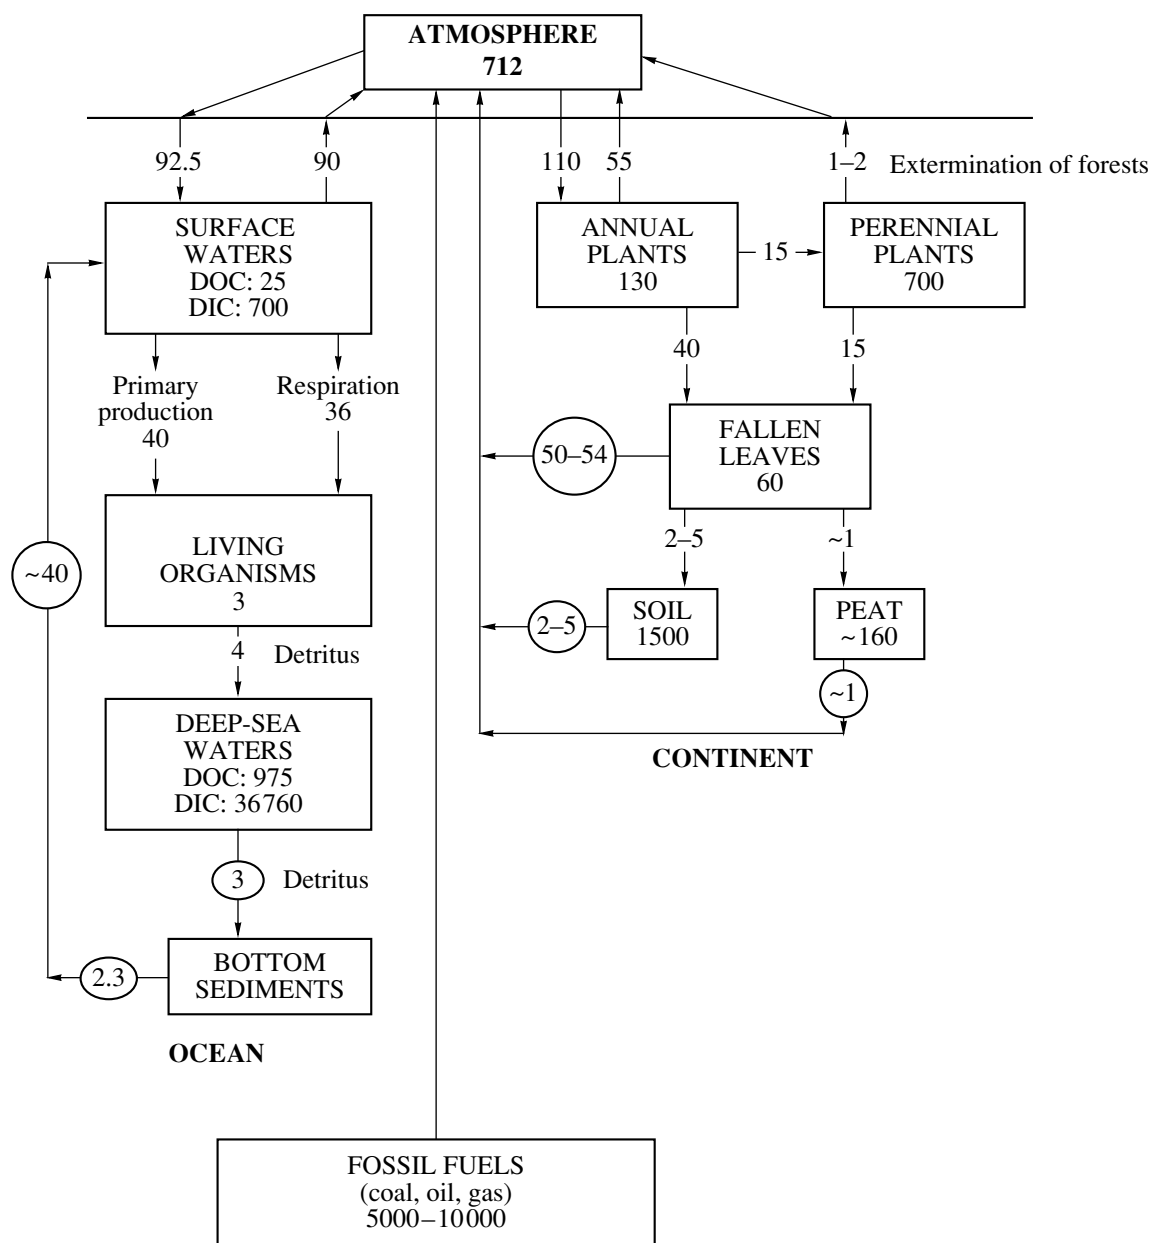 ATMOSPHERE
712
92.5
90
110
55
1–2
Extermination of forests
SURFACE
WATERS
DOC: 25
DIC: 700
ANNUAL
PLANTS
130
15
PERENNIAL
PLANTS
700
Primary
production
40
Respiration
36
40
15
FALLEN
LEAVES
60
50–54
2–5
~1
LIVING
ORGANISMS
3
~40
SOIL
1500
2–5
PEAT
~160
~1
4
Detritus
DEEP-SEA
WATERS
DOC: 975
DIC: 36760
CONTINENT
3
Detritus
BOTTOM
SEDIMENTS
2.3
OCEAN
FOSSIL FUELS
(coal, oil, gas)
5000–10000